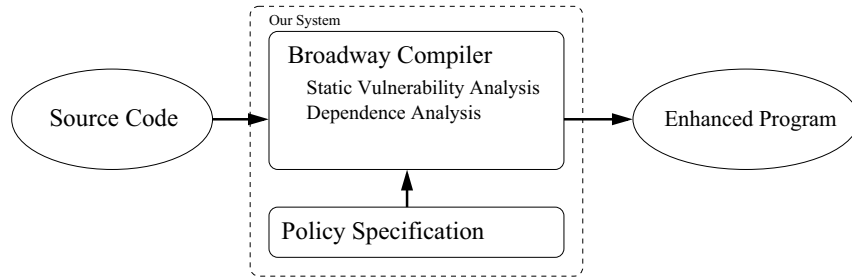 Our System
Broadway Compiler
Static Vulnerability Analysis
Dependence Analysis
Source Code
Enhanced Program
Policy Specification